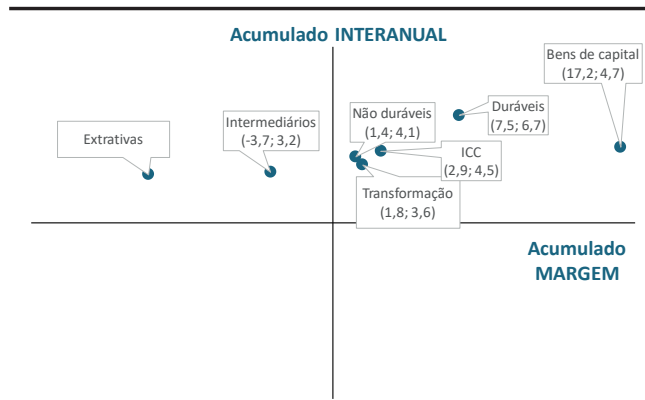 Acumulado INTERANUAL
Bens de capital
(17,2; 4,7)
Extrativas
Intermediários
(-3,7; 3,2)
Não duráveis
(1,4; 4,1)
Duráveis
(7,5; 6,7)
ICC
(2,9; 4,5)
Transformação
(1,8; 3,6)
Acumulado
MARGEM